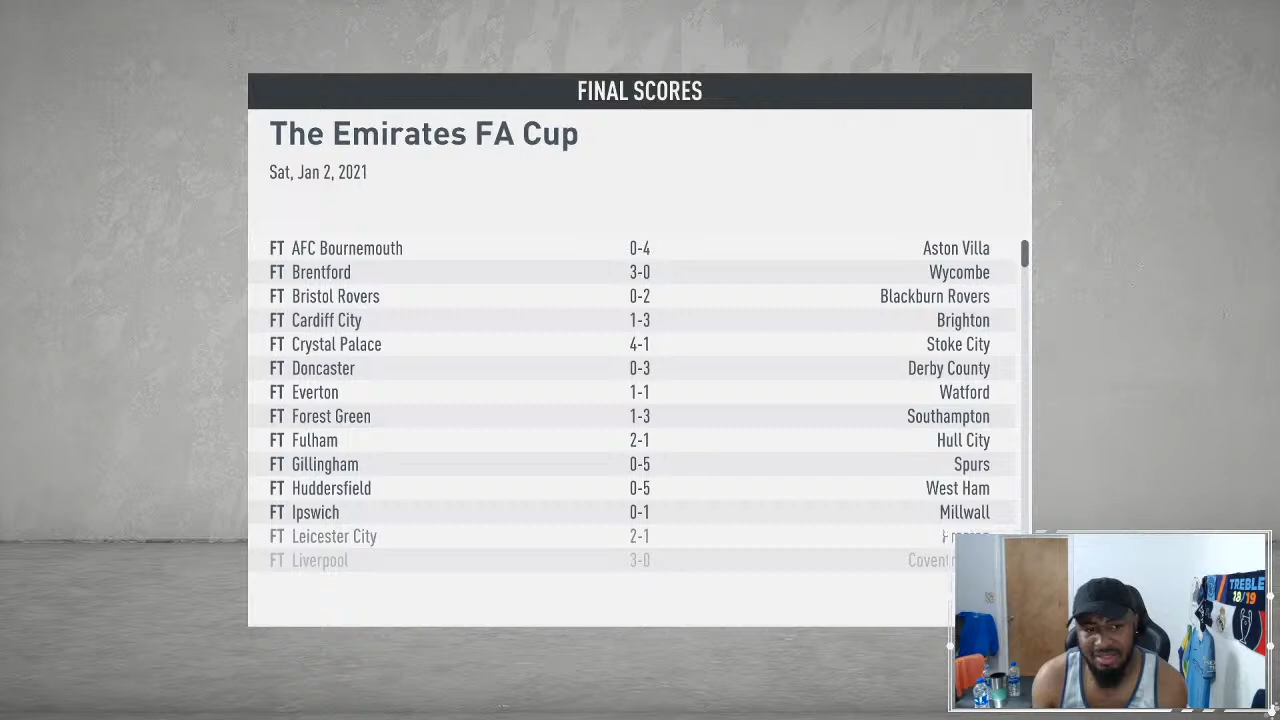 FINAL SCORES
The Emirates FA Cup
Sat, Jan 2, 2021
FT AFC Bournemouth 0-4 Aston Villa
FT Brentford 3-0 Wycombe
FT Bristol Rovers 0-2 Blackburn Rovers
FT Cardiff City 1-3 Brighton
FT Crystal Palace 4-1 Stoke City
FT Doncaster 0-3 Derby County
FT Everton 1-1 Watford
FT Forest Green 1-3 Southampton
FT Fulham 2-1 Hull City
FT Gillingham 0-5 Spurs
FT Huddersfield 0-5 West Ham
FT Ipswich 0-1 Millwall
FT Leicester City 2-1
FT Liverpool 3-0 Covent
TREBLE
18/19